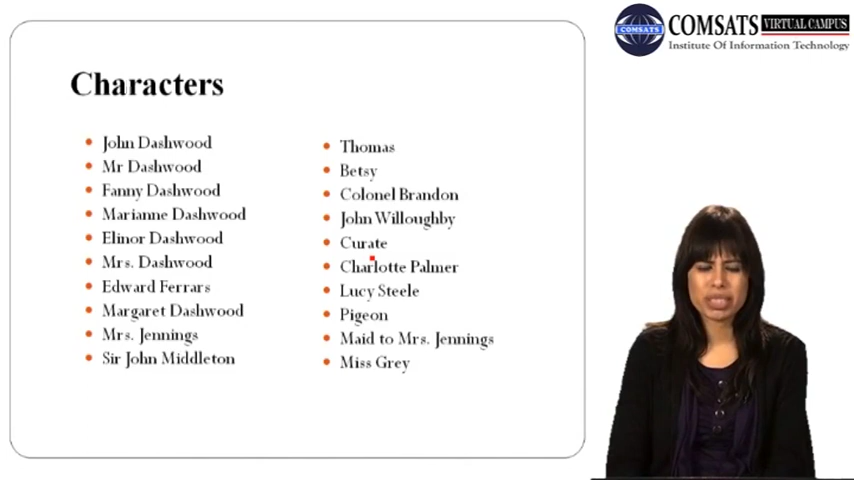 COMSATS VIRTUAL CAMPUS
COMSATS
Institute Of Information Technology
Characters
John Dashwood
Mr Dashwood
Fanny Dashwood
Marianne Dashwood
Elinor Dashwood
Mrs. Dashwood
Edward Ferrars
Margaret Dashwood
Mrs. Jennings
Sir John Middleton
Thomas
Betsy
Colonel Brandon
John Willoughby
Curate
Charlotte Palmer
Lucy Steele
Pigeon
Maid to Mrs. Jennings
Miss Grey